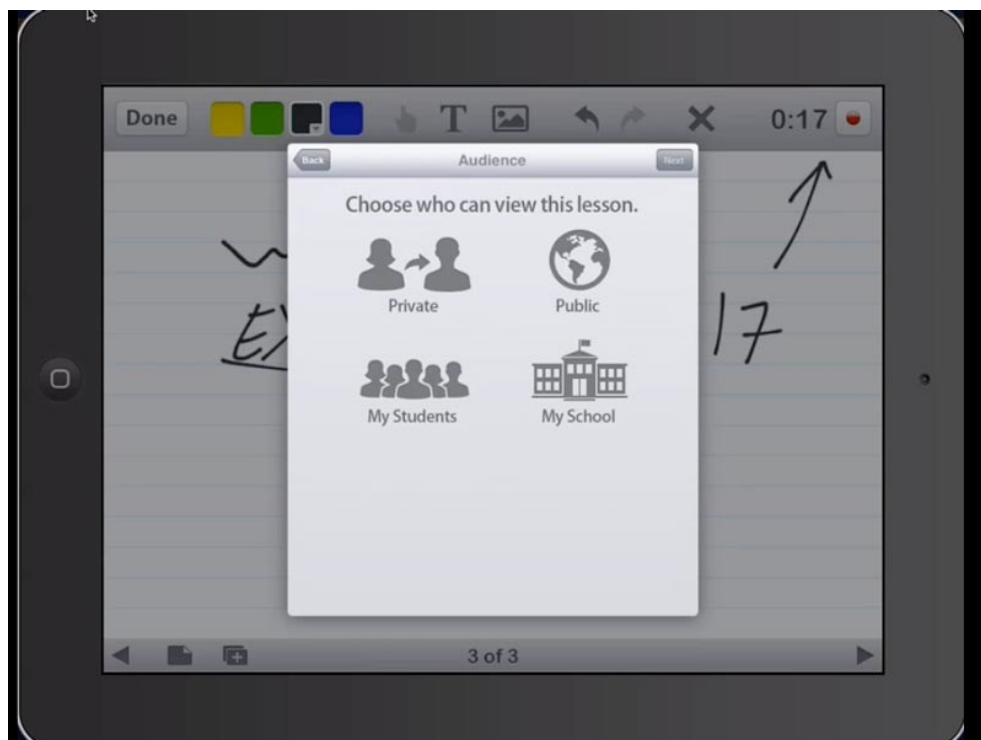 Done T 0:17
Back Audience Next
Choose who can view this lesson.
Private Public
17
My Students My School
3 of 3